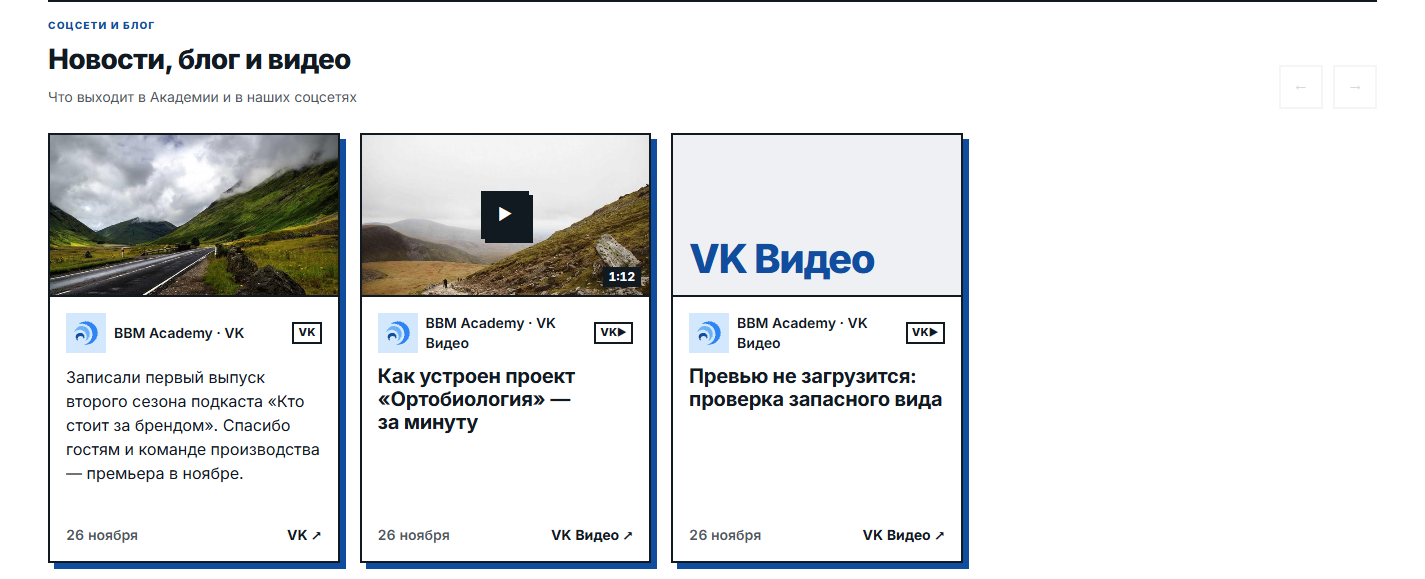 СОЦСЕТИ И БЛОГ
Новости, блог и видео
Что выходит в Академии и в наших соцсетях
← →
1:12
VK Видео
BBM Academy · VK
VK
Записали первый выпуск
второго сезона подкаста «Кто
стоит за брендом». Спасибо
гостям и команде производства
— премьера в ноябре.
26 ноября
VK ↗
BBM Academy · VK
Видео
VK▶
Как устроен проект
«Ортобиология» —
за минуту
26 ноября
VK Видео ↗
BBM Academy · VK
Видео
VK▶
Превью не загрузится:
проверка запасного вида
26 ноября
VK Видео ↗